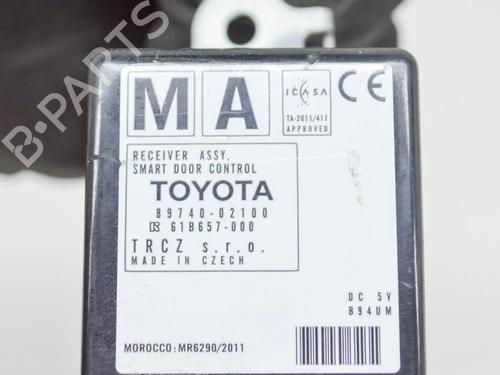 B-PARTS
M A
ICASA
TA-2011/417
APPROVED
CE
RECEIVER ASSY,
SMART DOOR CONTROL
TOYOTA
89740-02100
61B657-000
TRCZ s.r.o.
MADE IN CZECH
DC 5V
B94UM
MOROCCO:MR6290/2011